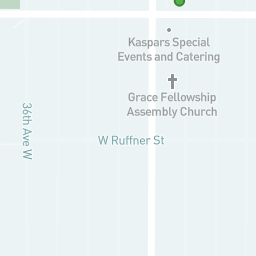 Kaspars Special
Events and Catering
Grace Fellowship
Assembly Church
36th Ave W
W Ruffner St